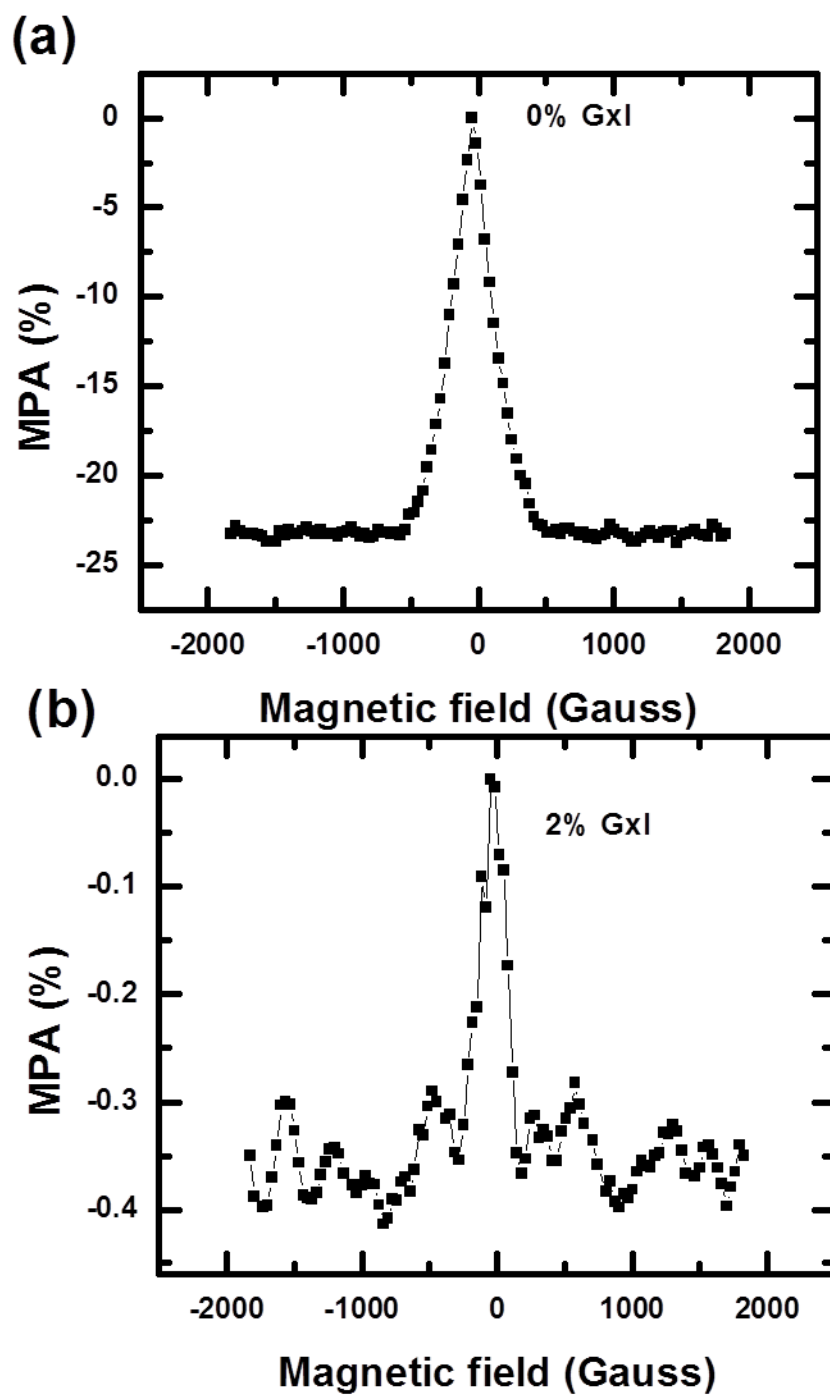 (a)
0% GxI
0
-5
-10
-15
-20
-25
MPA (%)
-2000 -1000 0 1000 2000
Magnetic field (Gauss)
(b)
0.0
2% GxI
-0.1
-0.2
-0.3
-0.4
MPA (%)
-2000 -1000 0 1000 2000
Magnetic field (Gauss)